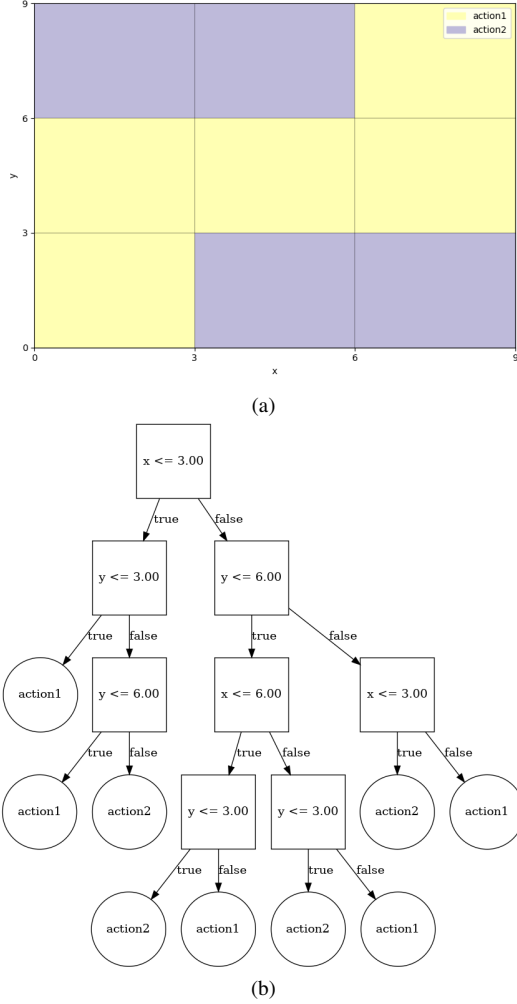 9
action1
action2
6
y
3
0
0 3 6 9
x
(a)
x <= 3.00
true false
y <= 3.00 y <= 6.00
true false true false
action1 y <= 6.00 x <= 6.00 x <= 3.00
true false true false true false
action1 action2 y <= 3.00 y <= 3.00 action2 action1
true false true false
action2 action1 action2 action1
(b)